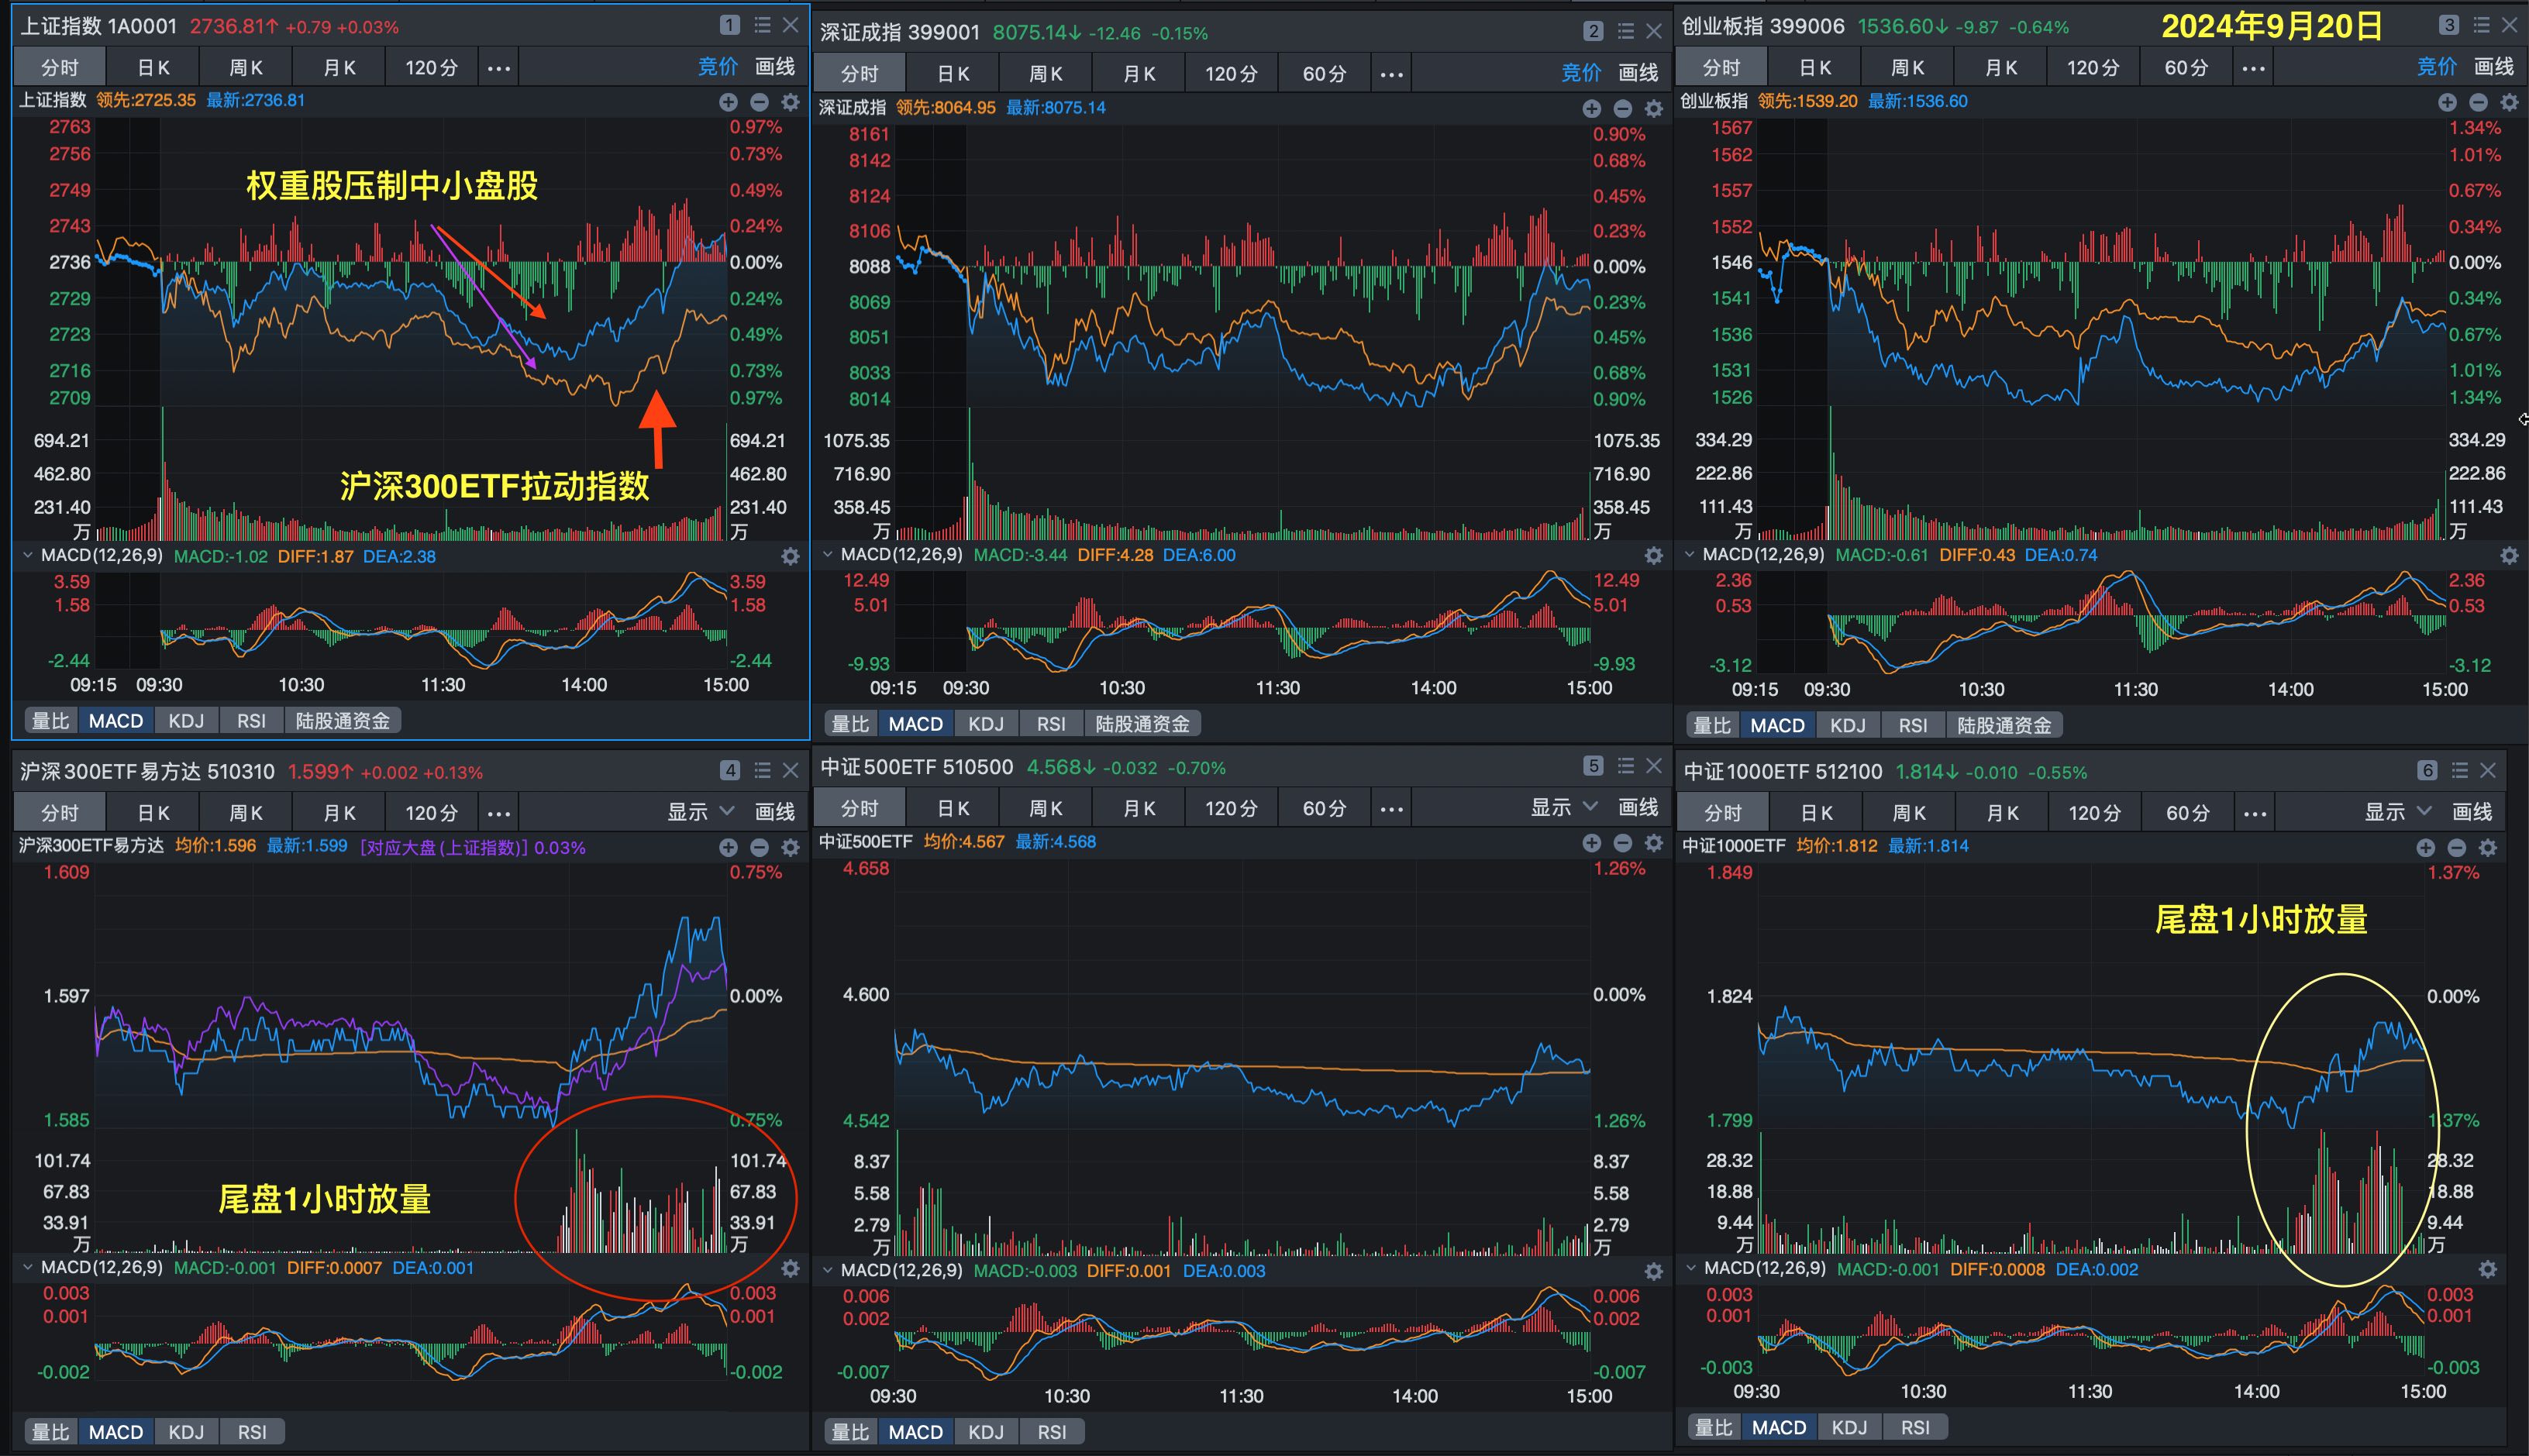 上证指数 1A0001 2736.81↑ +0.79 +0.03% 1
分时 日K 周K 月K 120分 ... 竞价 画线
上证指数 领先:2725.35 最新:2736.81
权重股压制中小盘股
沪深300ETF拉动指数
2763 0.97%
2756 0.73%
2749 0.49%
2743 0.24%
2736 0.00%
2729 0.24%
2723 0.49%
2716 0.73%
2709 0.97%
694.21 694.21
462.80 462.80
231.40 231.40
万 万
MACD(12,26,9) MACD:-1.02 DIFF:1.87 DEA:2.38
3.59 3.59
1.58 1.58
-2.44 -2.44
09:15 09:30 10:30 11:30 14:00 15:00
量比 MACD KDJ RSI 陆股通资金
深证成指 399001 8075.14↓ -12.46 -0.15% 2
分时 日K 周K 月K 120分 60分 ... 竞价 画线
深证成指 领先:8064.95 最新:8075.14
8161 0.90%
8142 0.68%
8124 0.45%
8106 0.23%
8088 0.00%
8069 0.23%
8051 0.45%
8033 0.68%
8014 0.90%
1075.35 1075.35
716.90 716.90
358.45 358.45
万 万
MACD(12,26,9) MACD:-3.44 DIFF:4.28 DEA:6.00
12.49 12.49
5.01 5.01
-9.93 -9.93
09:15 09:30 10:30 11:30 14:00 15:00
量比 MACD KDJ RSI 陆股通资金
创业板指 399006 1536.60↓ -9.87 -0.64% 2024年9月20日 3
分时 日K 周K 月K 120分 60分 ... 竞价 画线
创业板指 领先:1539.20 最新:1536.60
1567 1.34%
1562 1.01%
1557 0.67%
1552 0.34%
1546 0.00%
1541 0.34%
1536 0.67%
1531 1.01%
1526 1.34%
334.29 334.29
222.86 222.86
111.43 111.43
万 万
MACD(12,26,9) MACD:-0.61 DIFF:0.43 DEA:0.74
2.36 2.36
0.53 0.53
-3.12 -3.12
09:15 09:30 10:30 11:30 14:00 15:00
量比 MACD KDJ RSI 陆股通资金
沪深300ETF易方达 510310 1.599↑ +0.002 +0.13% 4
分时 日K 周K 月K 120分 ... 显示 画线
沪深300ETF易方达 均价:1.596 最新:1.599 [对应大盘(上证指数)] 0.03%
1.609 0.75%
1.597 0.00%
1.585 0.75%
101.74 101.74
67.83 67.83
33.91 33.91
万 万
尾盘1小时放量
MACD(12,26,9) MACD:-0.001 DIFF:0.0007 DEA:0.001
0.003 0.003
0.001 0.001
-0.002 -0.002
量比 MACD KDJ RSI
中证500ETF 510500 4.568↓ -0.032 -0.70% 5
分时 日K 周K 月K 120分 60分 ... 显示 画线
中证500ETF 均价:4.567 最新:4.568
4.658 1.26%
4.600 0.00%
4.542 1.26%
8.37 8.37
5.58 5.58
2.79 2.79
万 万
MACD(12,26,9) MACD:-0.003 DIFF:0.001 DEA:0.003
0.006 0.006
0.002 0.002
-0.007 -0.007
09:30 10:30 11:30 14:00 15:00
量比 MACD KDJ RSI
中证1000ETF 512100 1.814↓ -0.010 -0.55% 6
分时 日K 周K 月K 120分 60分 ... 显示 画线
中证1000ETF 均价:1.812 最新:1.814
1.849 1.37%
尾盘1小时放量
1.824 0.00%
1.799 1.37%
28.32 28.32
18.88 18.88
9.44 9.44
万 万
MACD(12,26,9) MACD:-0.001 DIFF:0.0008 DEA:0.002
0.003 0.003
0.001 0.001
-0.003 -0.003
09:30 10:30 11:30 14:00 15:00
量比 MACD KDJ RSI